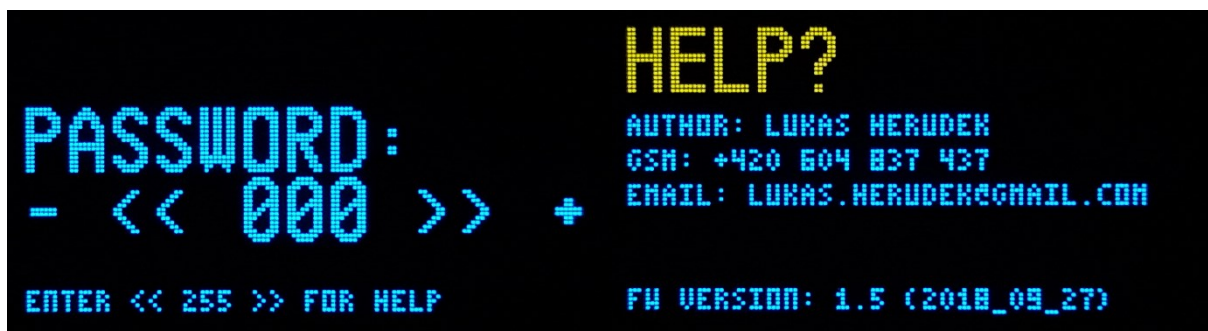 PASSWORD:
- << 000 >> +
ENTER << 255 >> FOR HELP
HELP?
AUTHOR: LUKAS HERUDEK
GSM: +420 604 837 437
EMAIL: LUKAS.HERUDEK@GMAIL.COM
FW VERSION: 1.5 (2018_09_27)